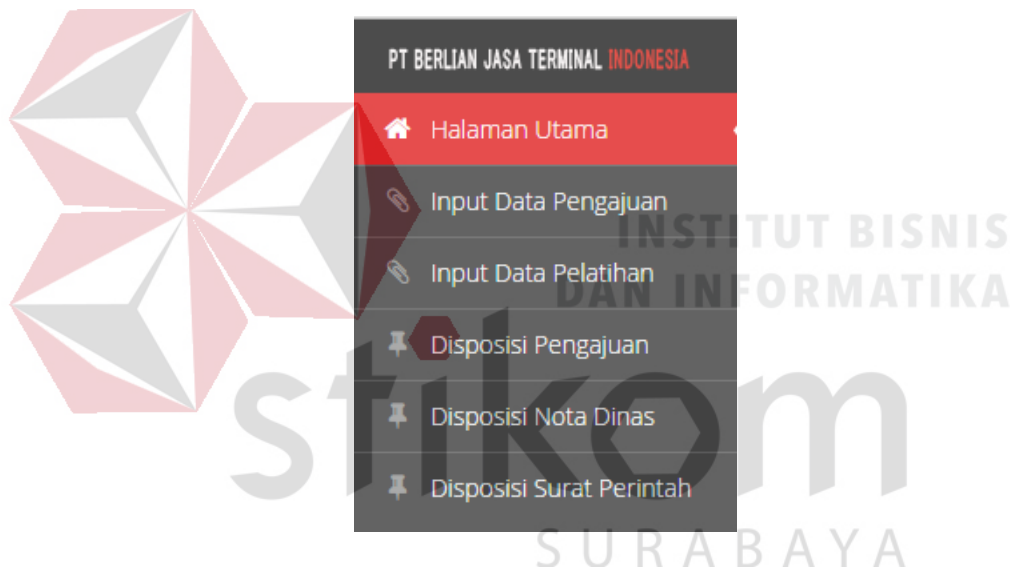 PT BERLIAN JASA TERMINAL INDONESIA
Halaman Utama
Input Data Pengajuan
INSTITUT BISNIS
Input Data Pelatihan
DAN INFORMATIKA
Disposisi Pengajuan
stikom
Disposisi Nota Dinas
Disposisi Surat Perintah
SURABAYA